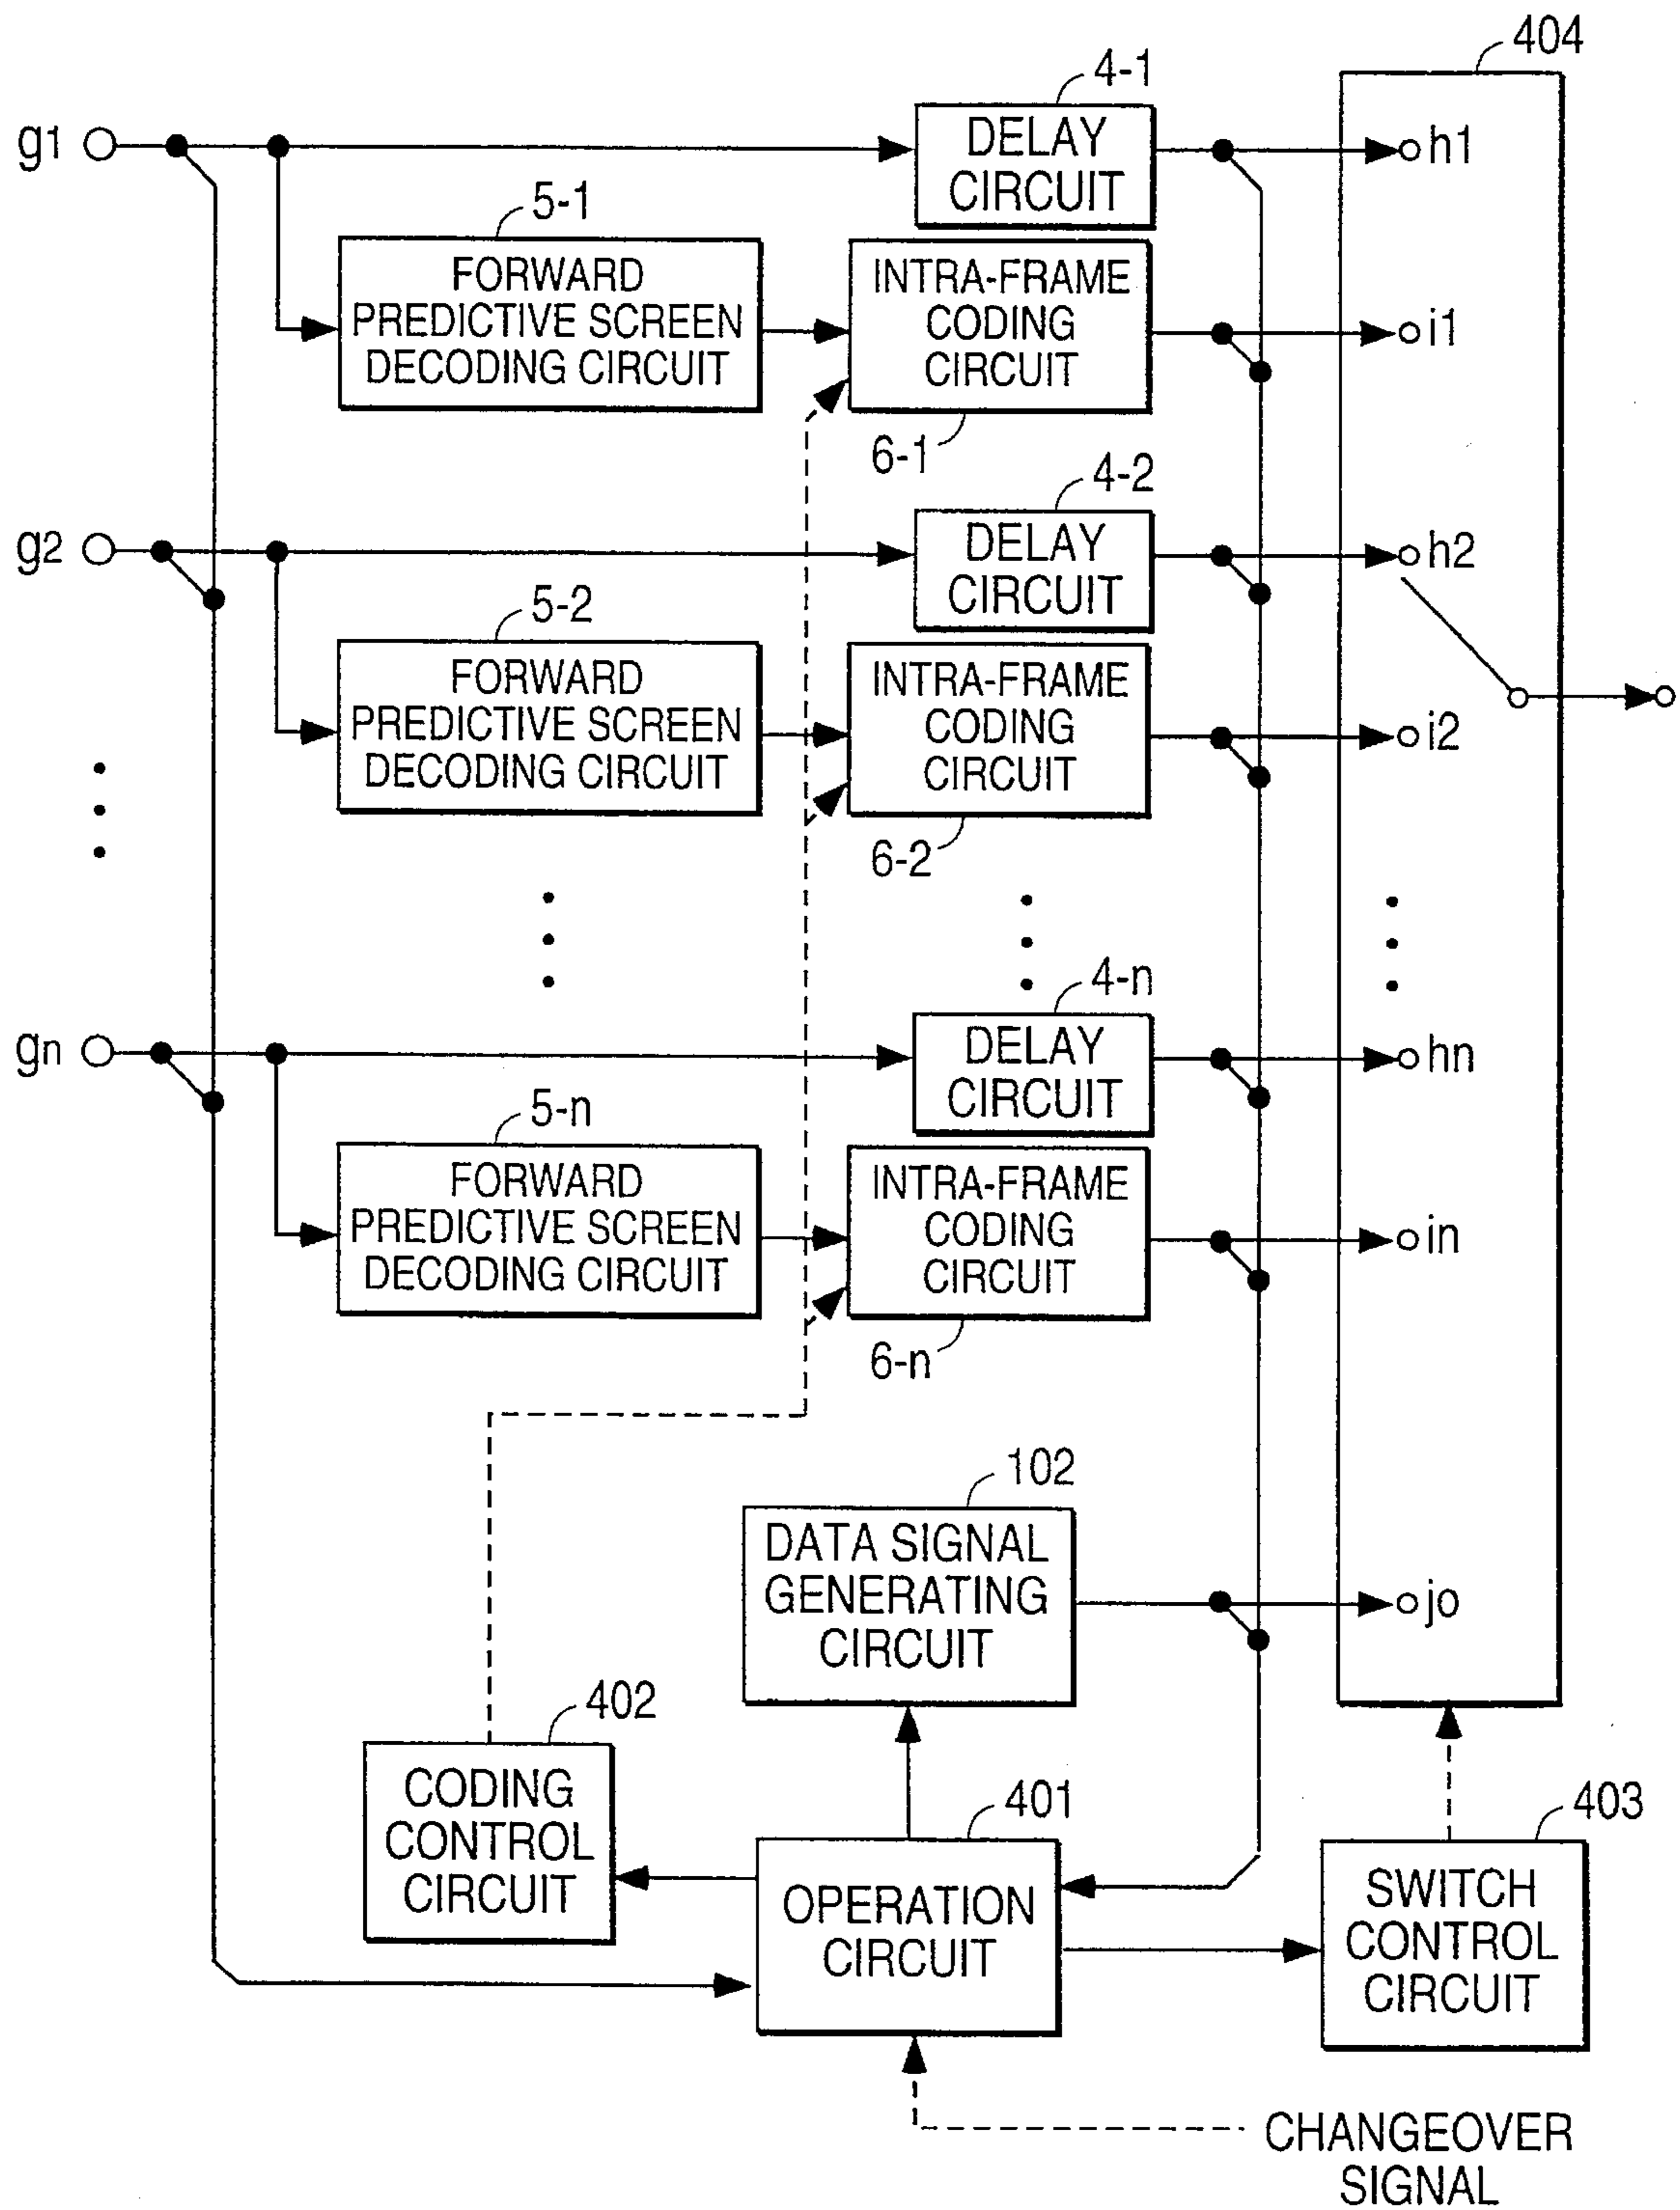 404
4-1
g1
DELAY
CIRCUIT
h1
5-1
FORWARD
PREDICTIVE SCREEN
DECODING CIRCUIT
INTRA-FRAME
CODING
CIRCUIT
i1
6-1
4-2
g2
DELAY
CIRCUIT
h2
5-2
FORWARD
PREDICTIVE SCREEN
DECODING CIRCUIT
INTRA-FRAME
CODING
CIRCUIT
i2
6-2
4-n
gn
DELAY
CIRCUIT
hn
5-n
FORWARD
PREDICTIVE SCREEN
DECODING CIRCUIT
INTRA-FRAME
CODING
CIRCUIT
in
6-n
102
DATA SIGNAL
GENERATING
CIRCUIT
jo
402
CODING
CONTROL
CIRCUIT
401
OPERATION
CIRCUIT
403
SWITCH
CONTROL
CIRCUIT
CHANGEOVER
SIGNAL